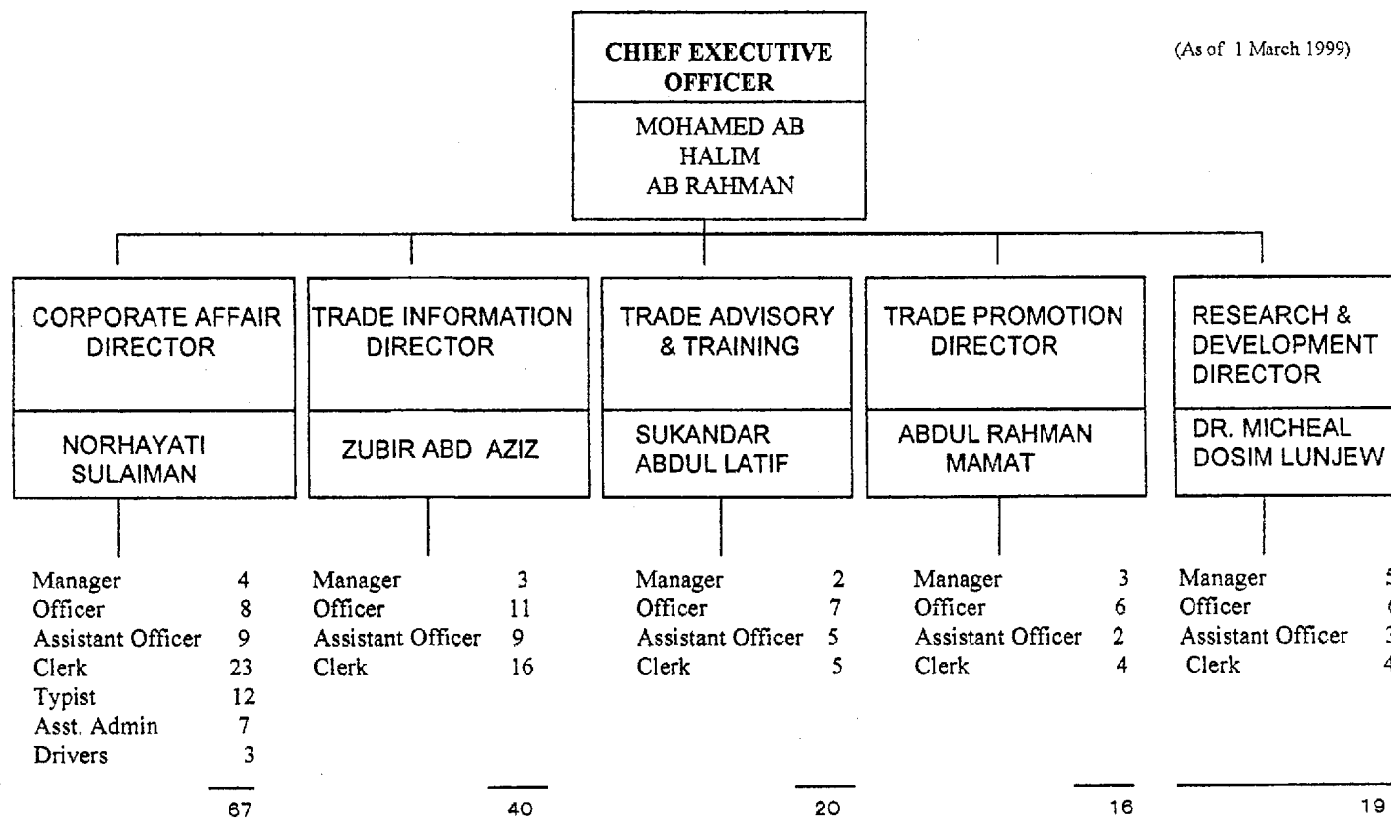 (As of 1 March 1999)
CHIEF EXECUTIVE
OFFICER
MOHAMED AB
HALIM
AB RAHMAN
CORPORATE AFFAIR
DIRECTOR
NORHAYATI
SULAIMAN
Manager 4
Officer 8
Assistant Officer 9
Clerk 23
Typist 12
Asst. Admin 7
Drivers 3
67
TRADE INFORMATION
DIRECTOR
ZUBIR ABD AZIZ
Manager 3
Officer 11
Assistant Officer 9
Clerk 16
40
TRADE ADVISORY
& TRAINING
SUKANDAR
ABDUL LATIF
Manager 2
Officer 7
Assistant Officer 5
Clerk 5
20
TRADE PROMOTION
DIRECTOR
ABDUL RAHMAN
MAMAT
Manager 3
Officer 6
Assistant Officer 2
Clerk 4
16
RESEARCH &
DEVELOPMENT
DIRECTOR
DR. MICHEAL
DOSIM LUNJEW
Manager
Officer
Assistant Officer
Clerk
19